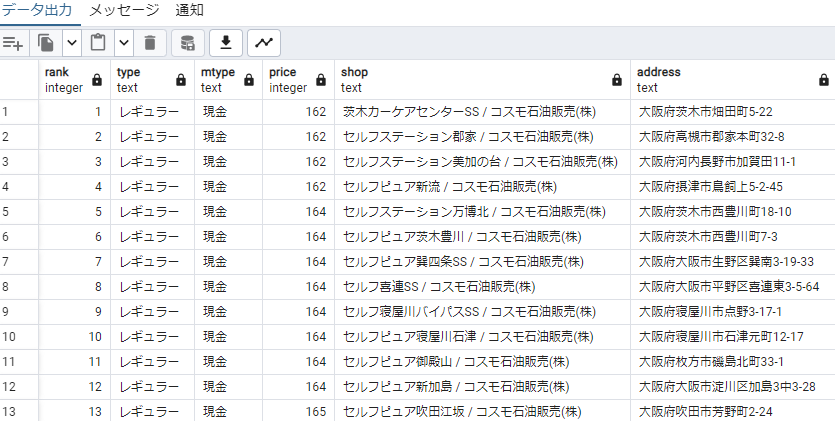 データ出力 メッセージ 通知
rank type mtype price shop address
integer text text integer text text
1 1 レギュラー 現金 162 茨木カーケアセンターSS / コスモ石油販売(株) 大阪府茨木市畑田町5-22
2 2 レギュラー 現金 162 セルフステーション郡家 / コスモ石油販売(株) 大阪府高槻市郡家本町32-8
3 3 レギュラー 現金 162 セルフステーション美加の台 / コスモ石油販売(株) 大阪府河内長野市加賀田11-1
4 4 レギュラー 現金 162 セルフピュア新流 / コスモ石油販売(株) 大阪府摂津市鳥飼上5-2-45
5 5 レギュラー 現金 164 セルフステーション万博北 / コスモ石油販売(株) 大阪府茨木市西豊川町18-10
6 6 レギュラー 現金 164 セルフピュア茨木豊川 / コスモ石油販売(株) 大阪府茨木市西豊川町7-3
7 7 レギュラー 現金 164 セルフピュア巽四条SS / コスモ石油販売(株) 大阪府大阪市生野区巽南3-19-33
8 8 レギュラー 現金 164 セルフ喜連SS / コスモ石油販売(株) 大阪府大阪市平野区喜連東3-5-64
9 9 レギュラー 現金 164 セルフ寝屋川バイパスSS / コスモ石油販売(株) 大阪府寝屋川市点野3-17-1
10 10 レギュラー 現金 164 セルフピュア寝屋川石津 / コスモ石油販売(株) 大阪府寝屋川市石津元町12-17
11 11 レギュラー 現金 164 セルフピュア御殿山 / コスモ石油販売(株) 大阪府枚方市磯島北町33-1
12 12 レギュラー 現金 164 セルフピュア新加島 / コスモ石油販売(株) 大阪府大阪市淀川区加島3中3-28
13 13 レギュラー 現金 165 セルフピュア吹田江坂 / コスモ石油販売(株) 大阪府吹田市芳野町2-24